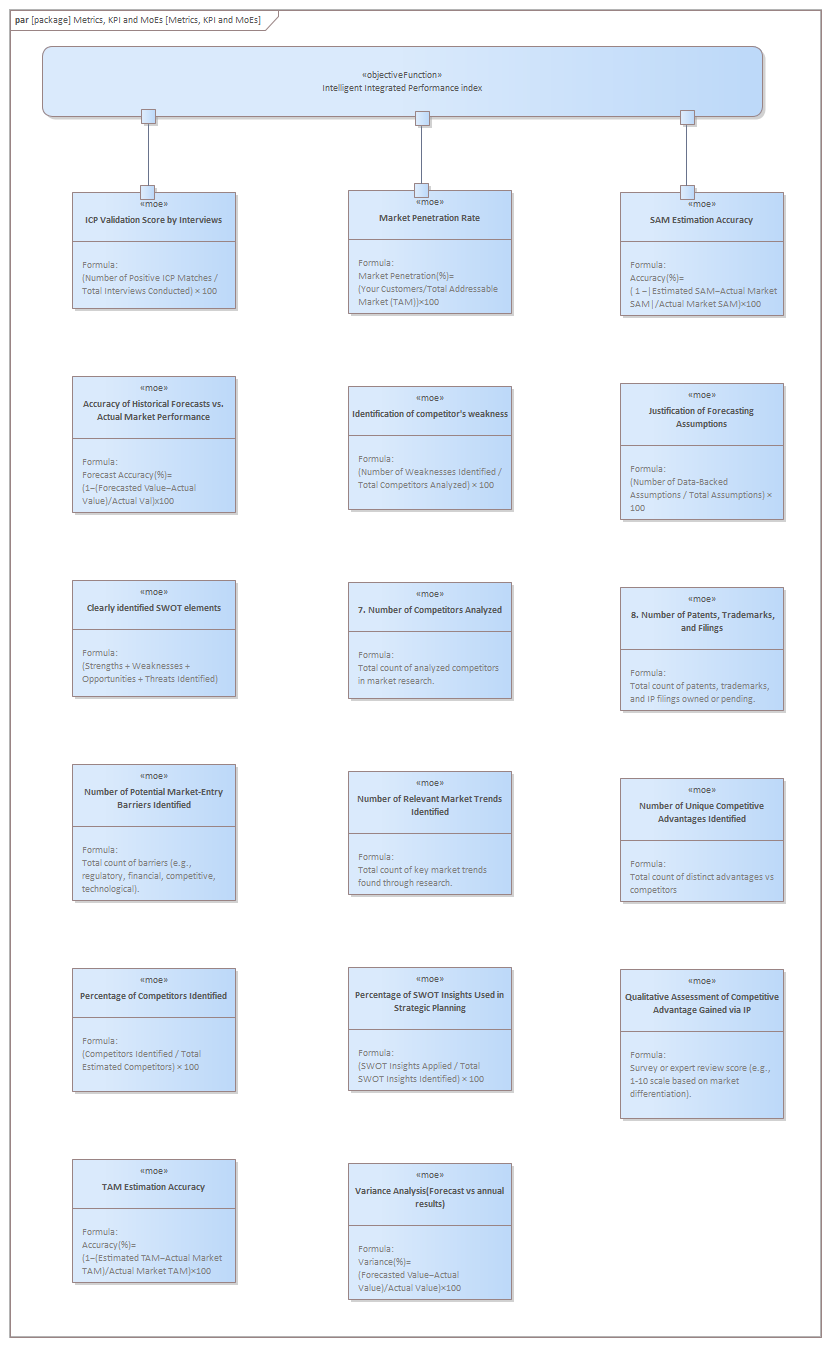 par [package] Metrics, KPI and MoEs [Metrics, KPI and MoEs]
«objectiveFunction»
Intelligent Integrated Performance index
«moe»
ICP Validation Score by Interviews
Formula:
(Number of Positive ICP Matches /
Total Interviews Conducted) × 100
«moe»
Market Penetration Rate
Formula:
Market Penetration(%)=
(Your Customers/Total Addressable
Market (TAM))×100
«moe»
SAM Estimation Accuracy
Formula:
Accuracy(%)=
( 1 –|Estimated SAM–Actual Market
SAM|/Actual Market SAM)×100
«moe»
Accuracy of Historical Forecasts vs.
Actual Market Performance
Formula:
Forecast Accuracy(%)=
(1–(Forecasted Value–Actual
Value)/Actual Val)x100
«moe»
Identification of competitor's weakness
Formula:
(Number of Weaknesses Identified /
Total Competitors Analyzed) × 100
«moe»
Justification of Forecasting
Assumptions
Formula:
(Number of Data-Backed
Assumptions / Total Assumptions) ×
100
«moe»
Clearly identified SWOT elements
Formula:
(Strengths + Weaknesses +
Opportunities + Threats Identified)
«moe»
7. Number of Competitors Analyzed
Formula:
Total count of analyzed competitors
in market research.
«moe»
8. Number of Patents, Trademarks,
and Filings
Formula:
Total count of patents, trademarks,
and IP filings owned or pending.
«moe»
Number of Potential Market-Entry
Barriers Identified
Formula:
Total count of barriers (e.g.,
regulatory, financial, competitive,
technological).
«moe»
Number of Relevant Market Trends
Identified
Formula:
Total count of key market trends
found through research.
«moe»
Number of Unique Competitive
Advantages Identified
Formula:
Total count of distinct advantages vs
competitors
«moe»
Percentage of Competitors Identified
Formula:
(Competitors Identified / Total
Estimated Competitors) × 100
«moe»
Percentage of SWOT Insights Used in
Strategic Planning
Formula:
(SWOT Insights Applied / Total
SWOT Insights Identified) × 100
«moe»
Qualitative Assessment of Competitive
Advantage Gained via IP
Formula:
Survey or expert review score (e.g.,
1-10 scale based on market
differentiation).
«moe»
TAM Estimation Accuracy
Formula:
Accuracy(%)=
(1–(Estimated TAM–Actual Market
TAM)/Actual Market TAM)×100
«moe»
Variance Analysis(Forecast vs annual
results)
Formula:
Variance(%)=
(Forecasted Value–Actual
Value)/Actual Value)×100